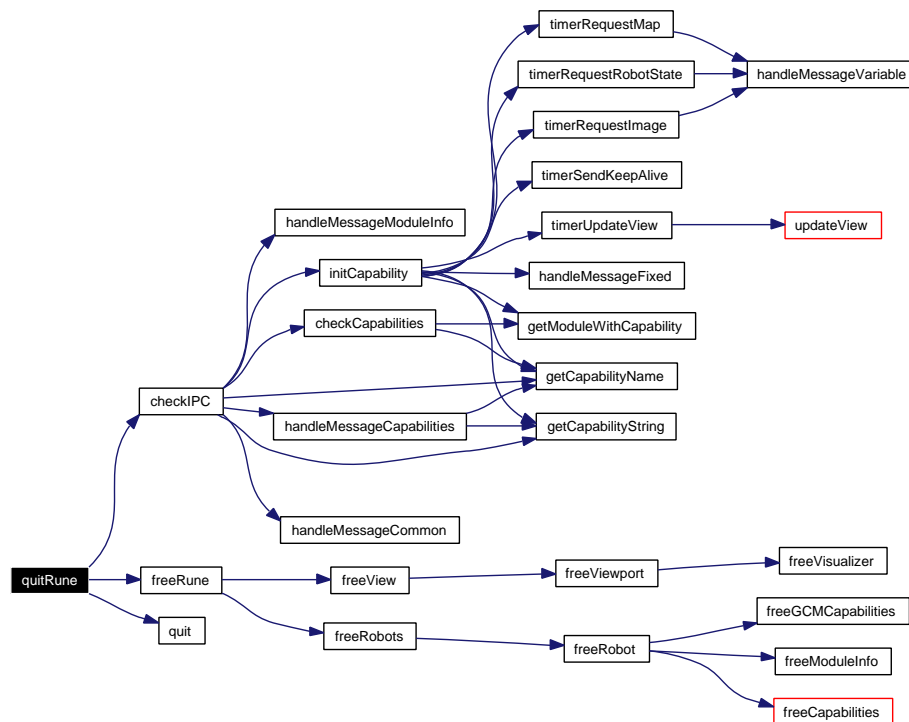 timerRequestMap
timerRequestRobotState
handleMessageVariable
timerRequestImage
timerSendKeepAlive
handleMessageModuleInfo
timerUpdateView
updateView
initCapability
handleMessageFixed
checkCapabilities
getModuleWithCapability
getCapabilityName
checkIPC
handleMessageCapabilities
getCapabilityString
handleMessageCommon
freeVisualizer
quitRune
freeRune
freeView
freeViewport
freeGCMCapabilities
quit
freeRobots
freeRobot
freeModuleInfo
freeCapabilities